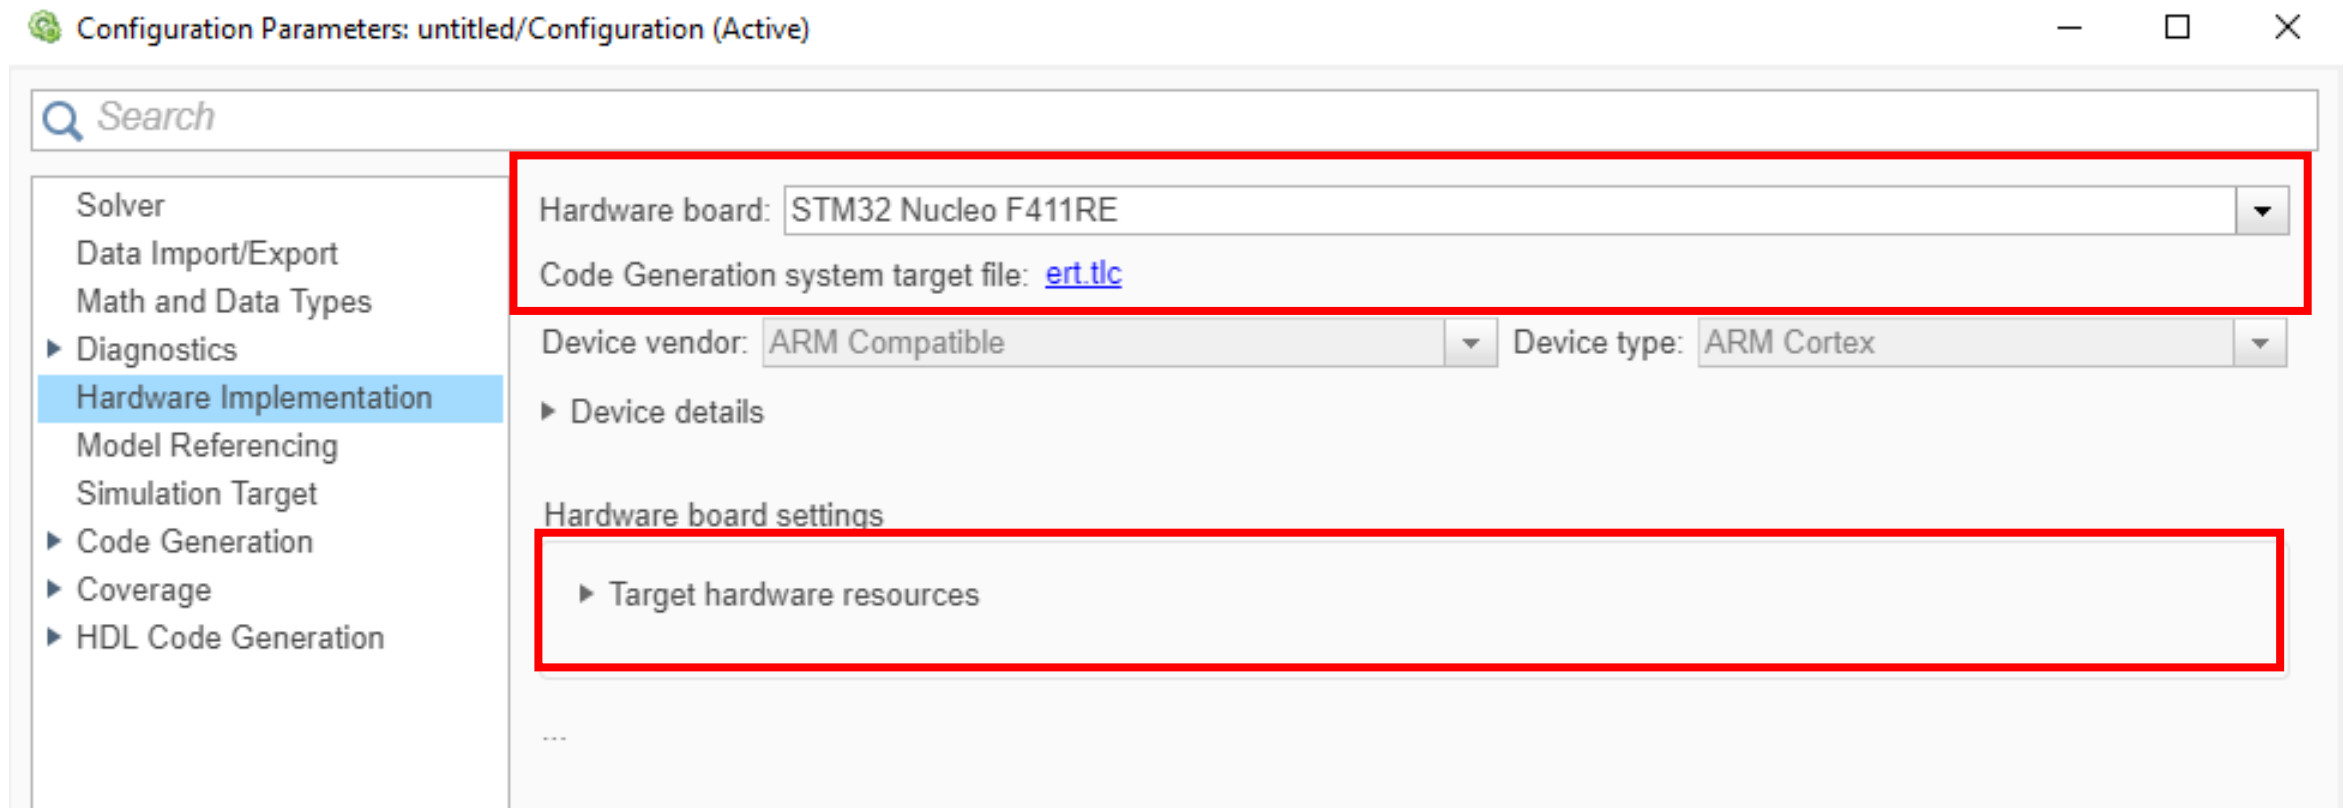 Configuration Parameters: untitled/Configuration (Active)
Search
Solver
Data Import/Export
Math and Data Types
Diagnostics
Hardware Implementation
Model Referencing
Simulation Target
Code Generation
Coverage
HDL Code Generation
Hardware board: STM32 Nucleo F411RE
Code Generation system target file: ert.tlc
Device vendor: ARM Compatible Device type: ARM Cortex
Device details
Hardware board settings
Target hardware resources
...